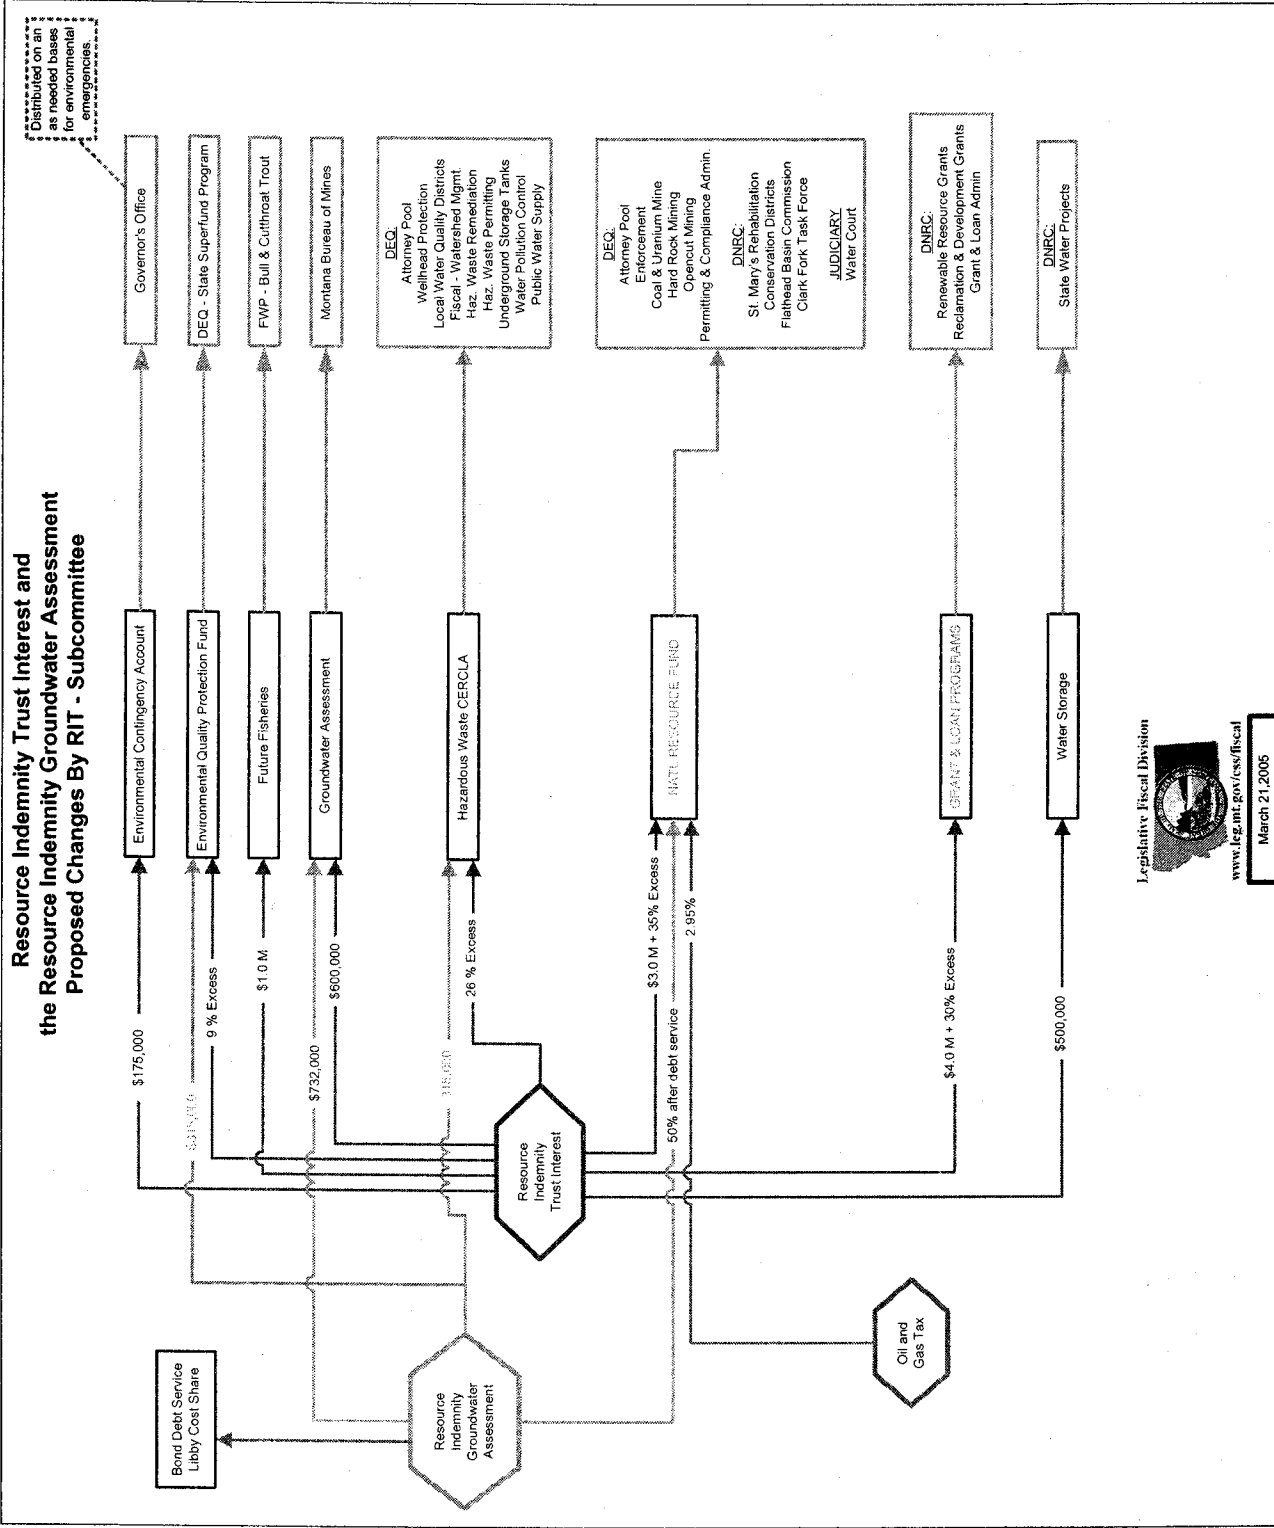 Resource Indemnity Trust Interest and
the Resource Indemnity Groundwater Assessment
Proposed Changes By RIT - Subcommittee
Distributed on an
as needed bases
for environmental
emergencies.
Bond Debt Service
Libby Cost Share
Resource
Indemnity
Groundwater
Assessment
Resource
Indemnity
Trust Interest
Oil and
Gas Tax
$175,000
9 % Excess
$1.0 M
$732,000
$600,000
26 % Excess
$3.0 M + 35% Excess
50% after debt service
2.95%
$4.0 M + 30% Excess
$500,000
Environmental Contingency Account
Environmental Quality Protection Fund
Future Fisheries
Groundwater Assessment
Hazardous Waste CERCLA
NATL RESOURCE FUND
GRANT & LOAN PROGRAMS
Water Storage
Governor's Office
DEQ - State Superfund Program
FWP - Bull & Cutthroat Trout
Montana Bureau of Mines
DEQ:
Attorney Pool
Wellhead Protection
Local Water Quality Districts
Fiscal - Watershed Mgmt.
Haz. Waste Remediation
Haz. Waste Permitting
Underground Storage Tanks
Water Pollution Control
Public Water Supply
DEQ:
Attorney Pool
Enforcement
Coal & Uranium Mine
Hard Rock Mining
Opencut Mining
Permitting & Compliance Admin.
DNRC:
St. Mary's Rehabilitation
Conservation Districts
Flathead Basin Commission
Clark Fork Task Force
JUDICIARY
Water Court
DNRC:
Renewable Resource Grants
Reclamation & Development Grants
Grant & Loan Admin
DNRC:
State Water Projects
Legislative Fiscal Division
www.leg.mt.gov/css/fiscal
March 21,2005